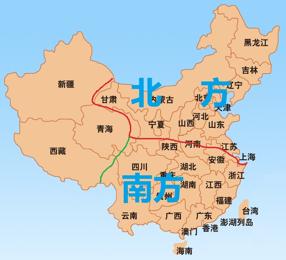 黑龙江
吉林
新疆
北方
辽宁
甘肃
内蒙古
北京
天津
河北
宁夏
山西
山东
青海
陕西
河南
江苏
上海
西藏
安徽
四川
湖北
浙江
南方
重庆
湖南
江西
贵州
福建
云南
广西
广东
台湾
澎湖列岛
香港
澳门
海南